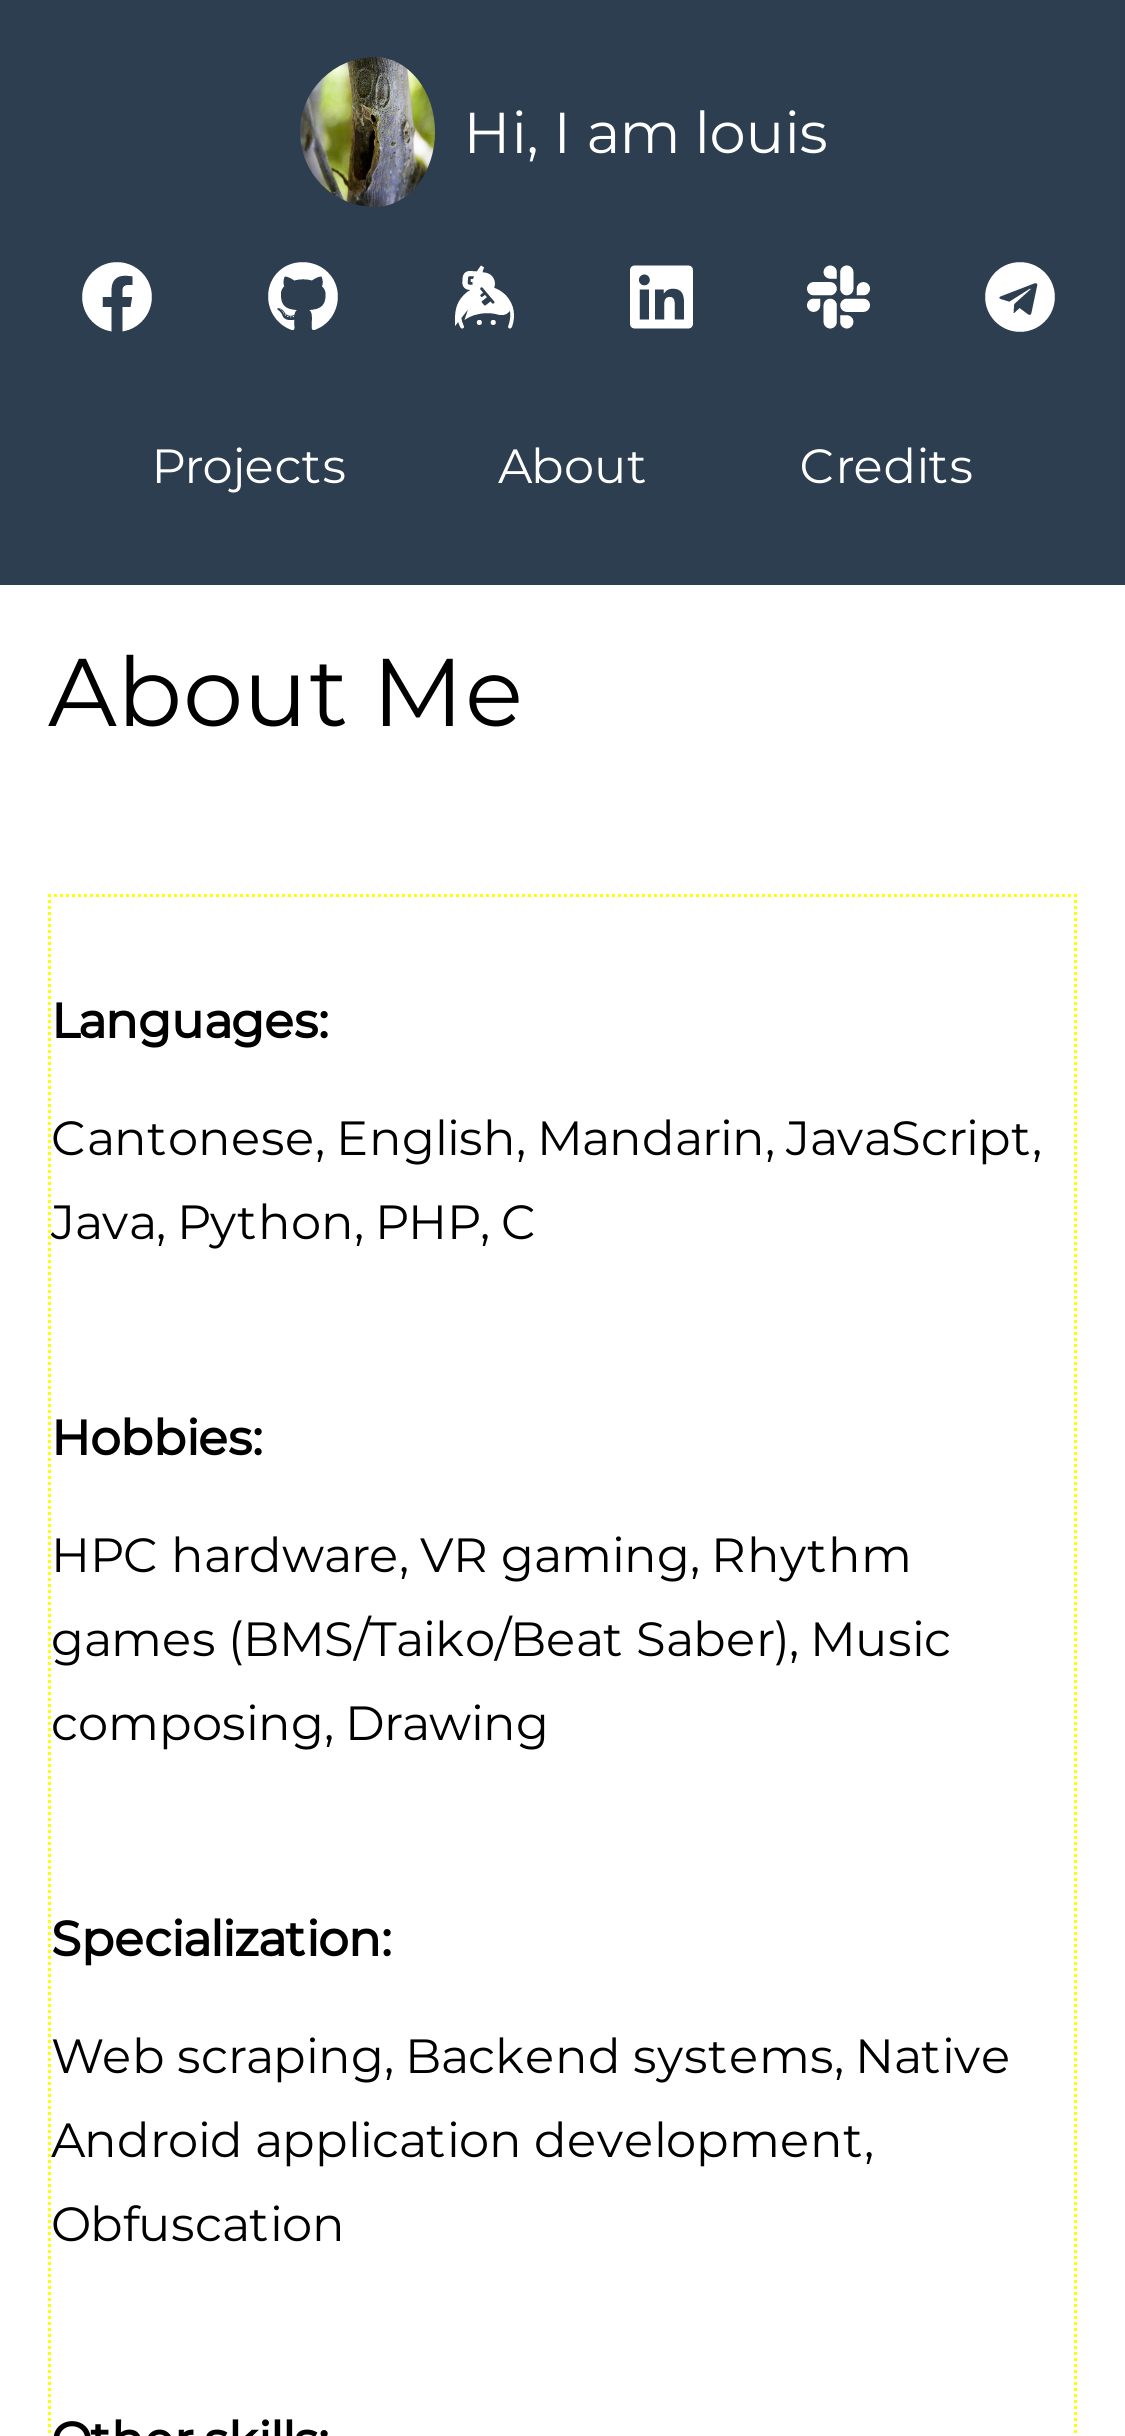 Hi, I am louis
Projects About Credits
About Me
Languages:
Cantonese, English, Mandarin, JavaScript,
Java, Python, PHP, C
Hobbies:
HPC hardware, VR gaming, Rhythm
games (BMS/Taiko/Beat Saber), Music
composing, Drawing
Specialization:
Web scraping, Backend systems, Native
Android application development,
Obfuscation
Other skills: